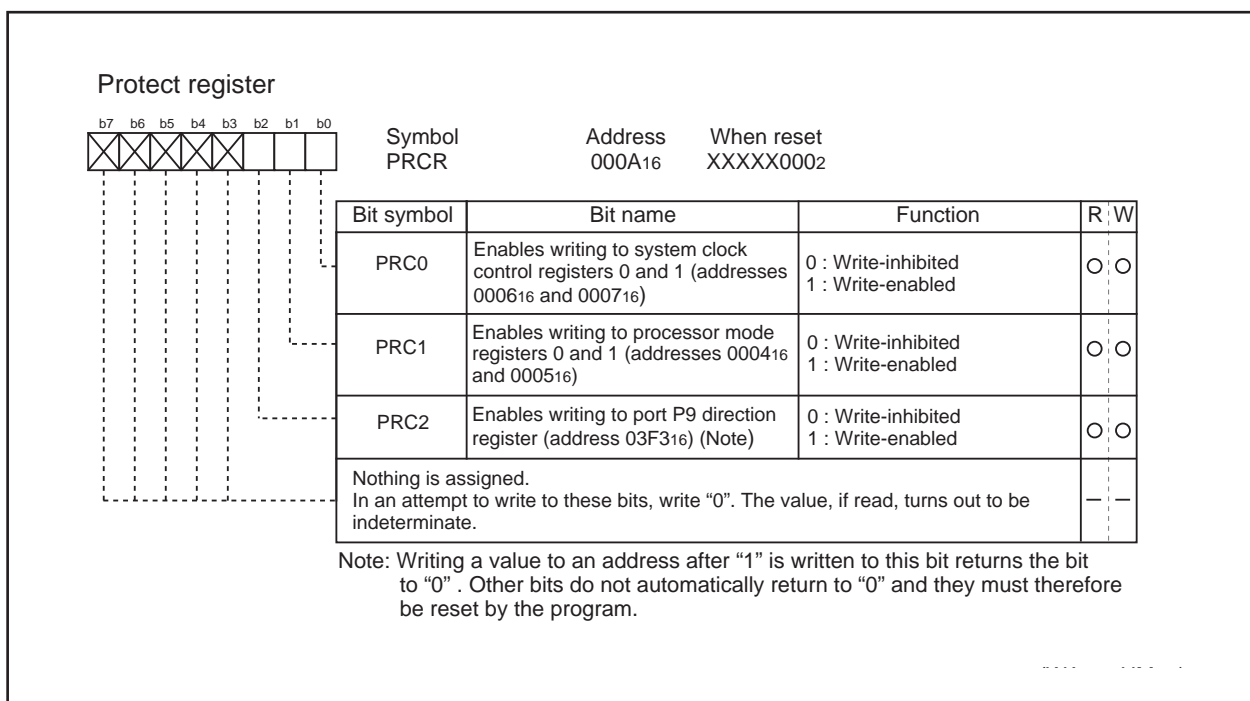 Protect register
b7 b6 b5 b4 b3 b2 b1 b0
Symbol Address When reset
PRCR 000A16 XXXXX0002
Bit symbol Bit name Function R W
PRC0 Enables writing to system clock
control registers 0 and 1 (addresses
000616 and 000716)
0 : Write-inhibited
1 : Write-enabled
PRC1 Enables writing to processor mode
registers 0 and 1 (addresses 000416
and 000516)
0 : Write-inhibited
1 : Write-enabled
PRC2 Enables writing to port P9 direction
register (address 03F316) (Note)
0 : Write-inhibited
1 : Write-enabled
Nothing is assigned.
In an attempt to write to these bits, write “0”. The value, if read, turns out to be
indeterminate.
Note: Writing a value to an address after “1” is written to this bit returns the bit
to “0” . Other bits do not automatically return to “0” and they must therefore
be reset by the program.